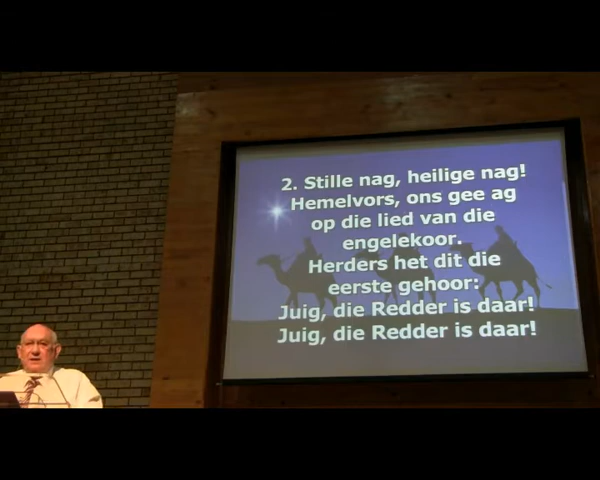 2. Stille nag, heilige nag!
Hemelvors, ons gee ag
op die lied van die
engelekoor.
Herders het dit die
eerste gehoor:
Juig, die Redder is daar!
Juig, die Redder is daar!